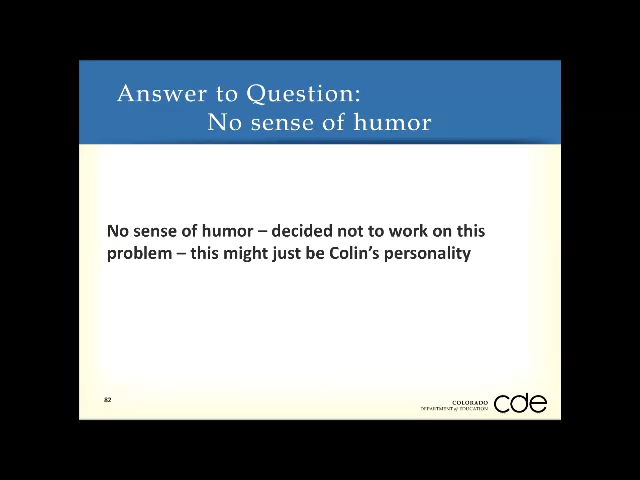 Answer to Question:
No sense of humor
No sense of humor – decided not to work on this
problem – this might just be Colin's personality
82
COLORADO
DEPARTMENT of EDUCATION
cde